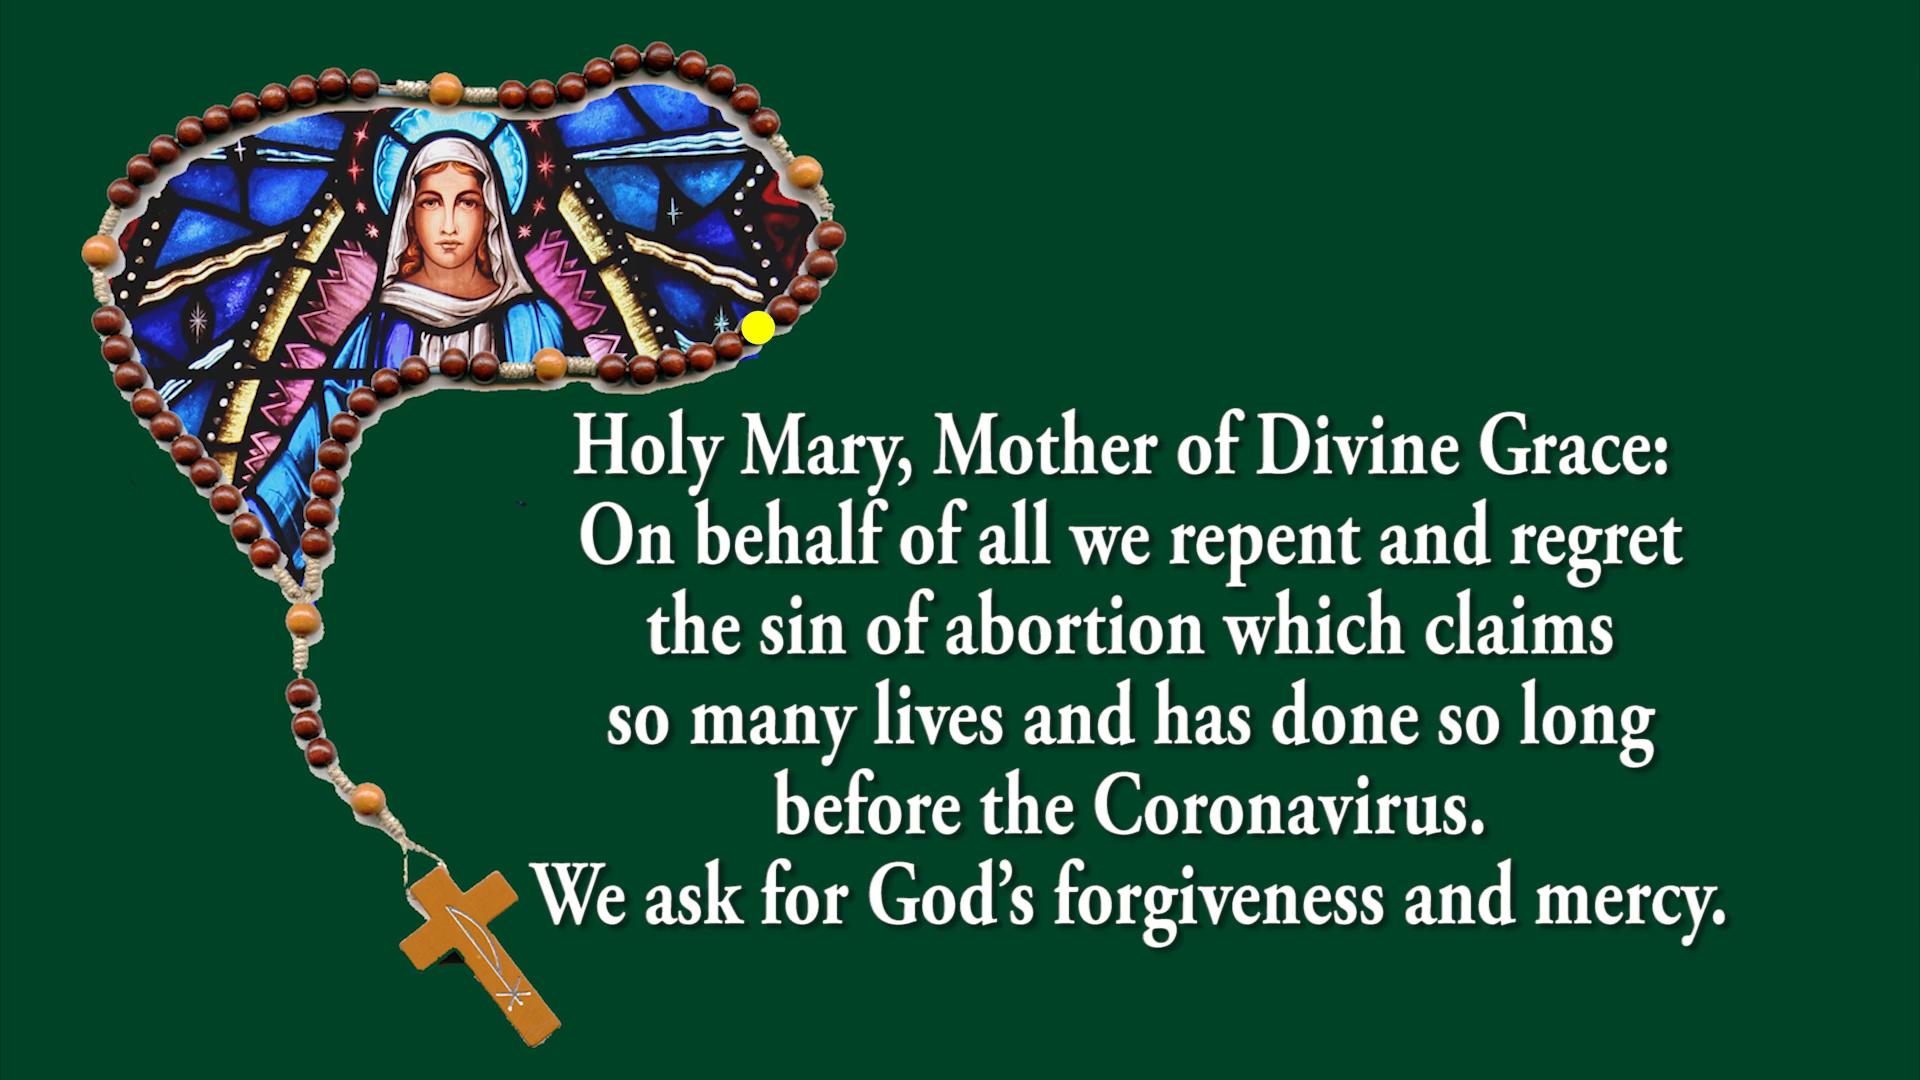 Holy Mary, Mother of Divine Grace:
On behalf of all we repent and regret
the sin of abortion which claims
so many lives and has done so long
before the Coronavirus.
We ask for God’s forgiveness and mercy.